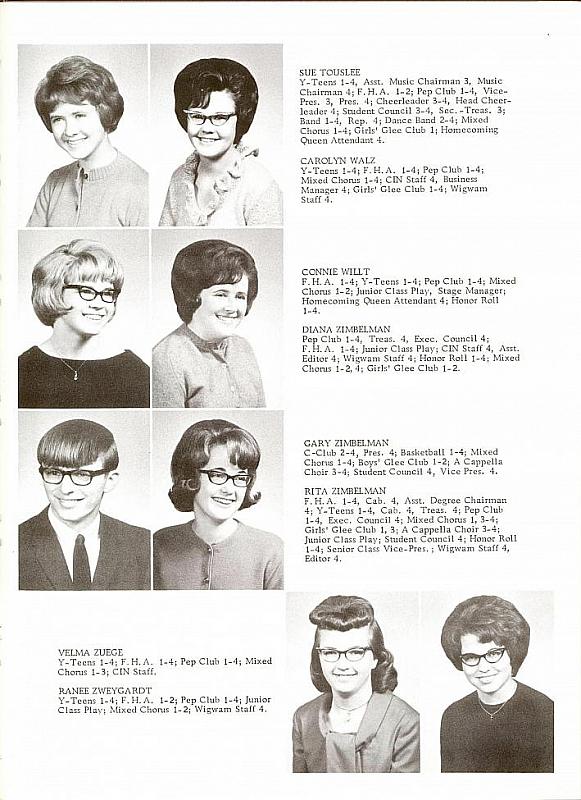 SUE TOUSLEE
Y-Teens 1-4, Asst. Music Chairman 3, Music
Chairman 4; F. H. A. 1-2; Pep Club 1-4, Vice-
Pres. 3, Pres. 4; Cheerleader 3-4, Head Cheer-
leader 4; Student Council 3-4, Sec. -Treas. 3;
Band 1-4, Rep. 4; Dance Band 2-4; Mixed
Chorus 1-4; Girls' Glee Club 1; Homecoming
Queen Attendant 4.
CAROLYN WALZ
Y-Teens 1-4; F. H. A. 1-4; Pep Club 1-4;
Mixed Chorus 1-4; CIN Staff 4, Business
Manager 4; Girls' Glee Club 1-4; Wigwam
Staff 4.
CONNIE WILLT
F. H. A. 1-4; Y-Teens 1-4; Pep Club 1-4; Mixed
Chorus 1-2; Junior Class Play, Stage Manager;
Homecoming Queen Attendant 4; Honor Roll
1-4.
DIANA ZIMBELMAN
Pep Club 1-4, Treas. 4, Exec. Council 4;
F. H. A. 1-4; Junior Class Play; CIN Staff 4, Asst.
Editor 4; Wigwam Staff 4; Honor Roll 1-4; Mixed
Chorus 1-2, 4; Girls' Glee Club 1-2.
GARY ZIMBELMAN
C-Club 2-4, Pres. 4; Basketball 1-4; Mixed
Chorus 1-4; Boys' Glee Club 1-2; A Cappella
Choir 3-4; Student Council 4, Vice Pres. 4.
RITA ZIMBELMAN
F. H. A. 1-4, Cab. 4, Asst. Degree Chairman
4; Y-Teens 1-4, Cab. 4, Treas. 4; Pep Club
1-4, Exec. Council 4; Mixed Chorus 1, 3-4;
Girls' Glee Club 1, 3; A Cappella Choir 3-4;
Junior Class Play; Student Council 4; Honor Roll
1-4; Senior Class Vice-Pres. ; Wigwam Staff 4,
Editor 4.
VELMA ZUEGE
Y-Teens 1-4; F. H. A. 1-4; Pep Club 1-4; Mixed
Chorus 1-3; CIN Staff.
RANEE ZWEYGARDT
Y-Teens 1-4; F. H. A. 1-2; Pep Club 1-4; Junior
Class Play; Mixed Chorus 1-2; Wigwam Staff 4.